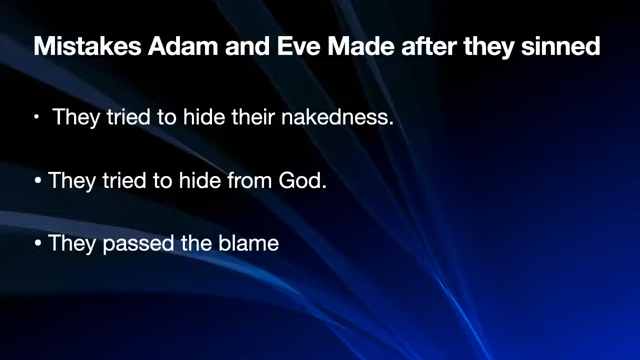 Mistakes Adam and Eve Made after they sinned
• They tried to hide their nakedness.
• They tried to hide from God.
• They passed the blame